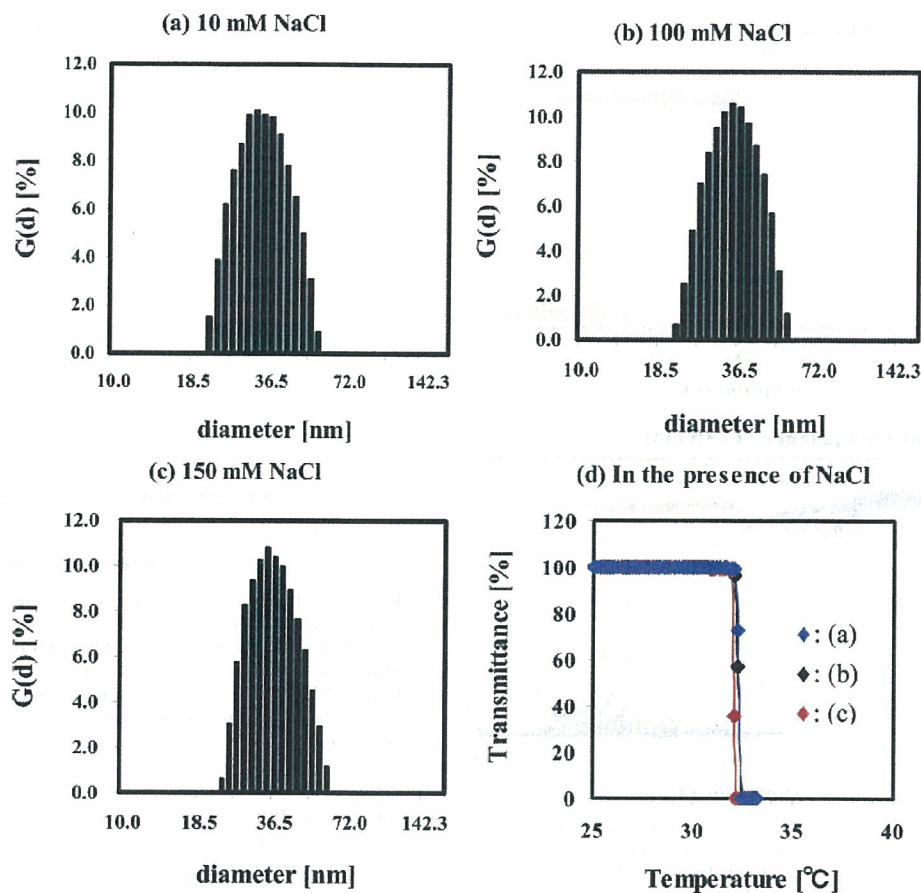 (a) 10 mM NaCl
12.0
10.0
8.0
6.0
4.0
2.0
0.0
G(d) [%]
10.0 18.5 36.5 72.0 142.3
diameter [nm]
(b) 100 mM NaCl
12.0
10.0
8.0
6.0
4.0
2.0
0.0
G(d) [%]
10.0 18.5 36.5 72.0 142.3
diameter [nm]
(c) 150 mM NaCl
12.0
10.0
8.0
6.0
4.0
2.0
0.0
G(d) [%]
10.0 18.5 36.5 72.0 142.3
diameter [nm]
(d) In the presence of NaCl
120
100
80
60
40
20
0
Transmittance [%]
: (a)
: (b)
: (c)
25 30 35 40
Temperature [℃]